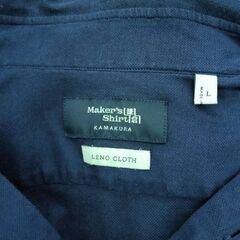 Maker's[鎌]
Shirt[倉]
KAMAKURA
LENO CLOTH
L